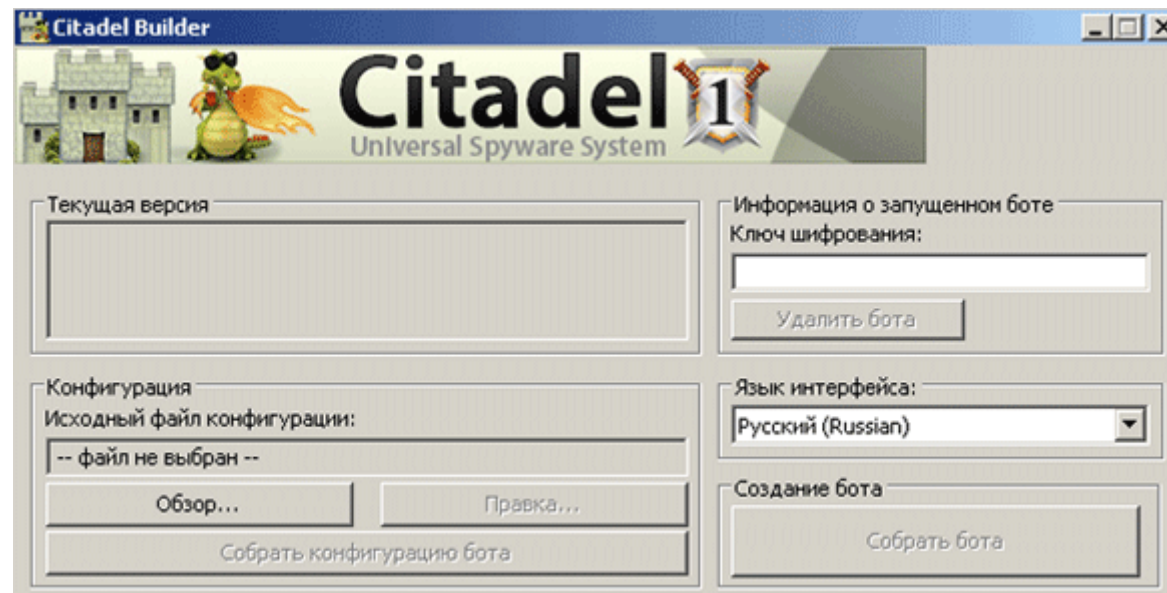 Citadel Builder
Citadel 1
Universal Spyware System
Текущая версия
Информация о запущенном боте
Ключ шифрования:
Удалить бота
Конфигурация
Исходный файл конфигурации:
-- файл не выбран --
Обзор...
Правка...
Собрать конфигурацию бота
Язык интерфейса:
Русский (Russian)
Создание бота
Собрать бота